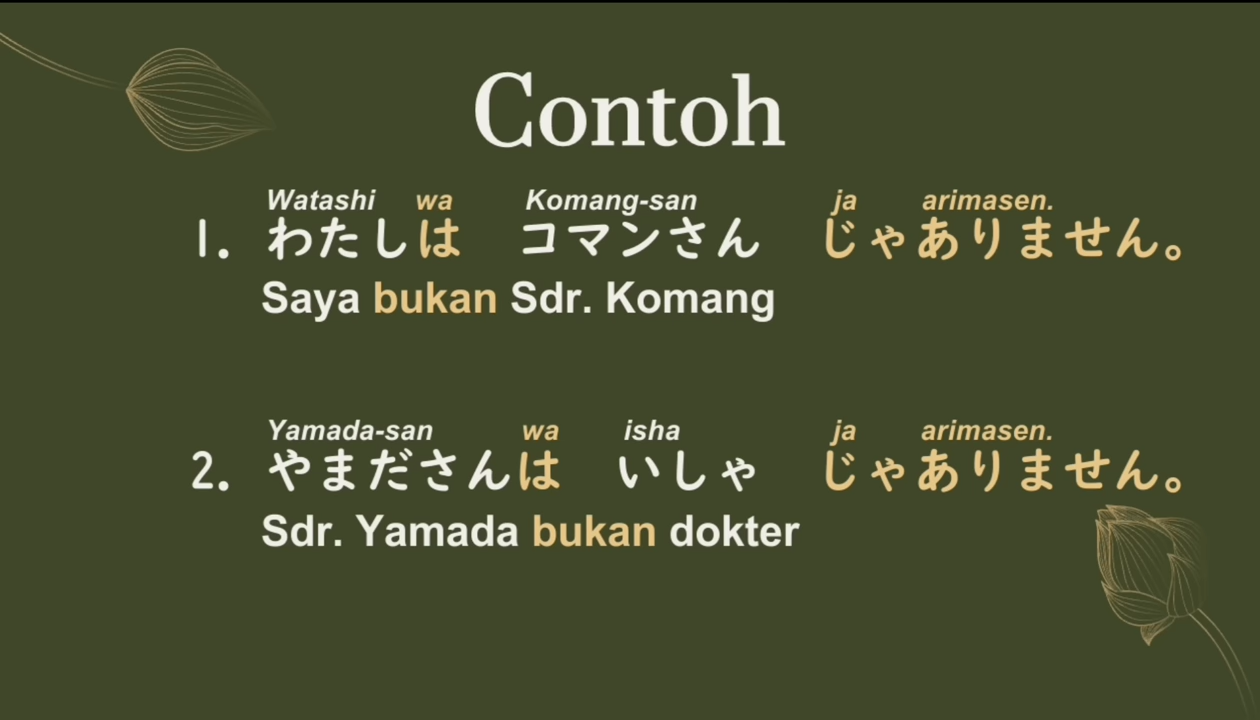 Contoh
Watashi wa Komang-san ja arimasen.
1. わたしは コマンさん じゃありません。
Saya bukan Sdr. Komang
Yamada-san wa isha ja arimasen.
2. やまださんは いしゃ じゃありません。
Sdr. Yamada bukan dokter